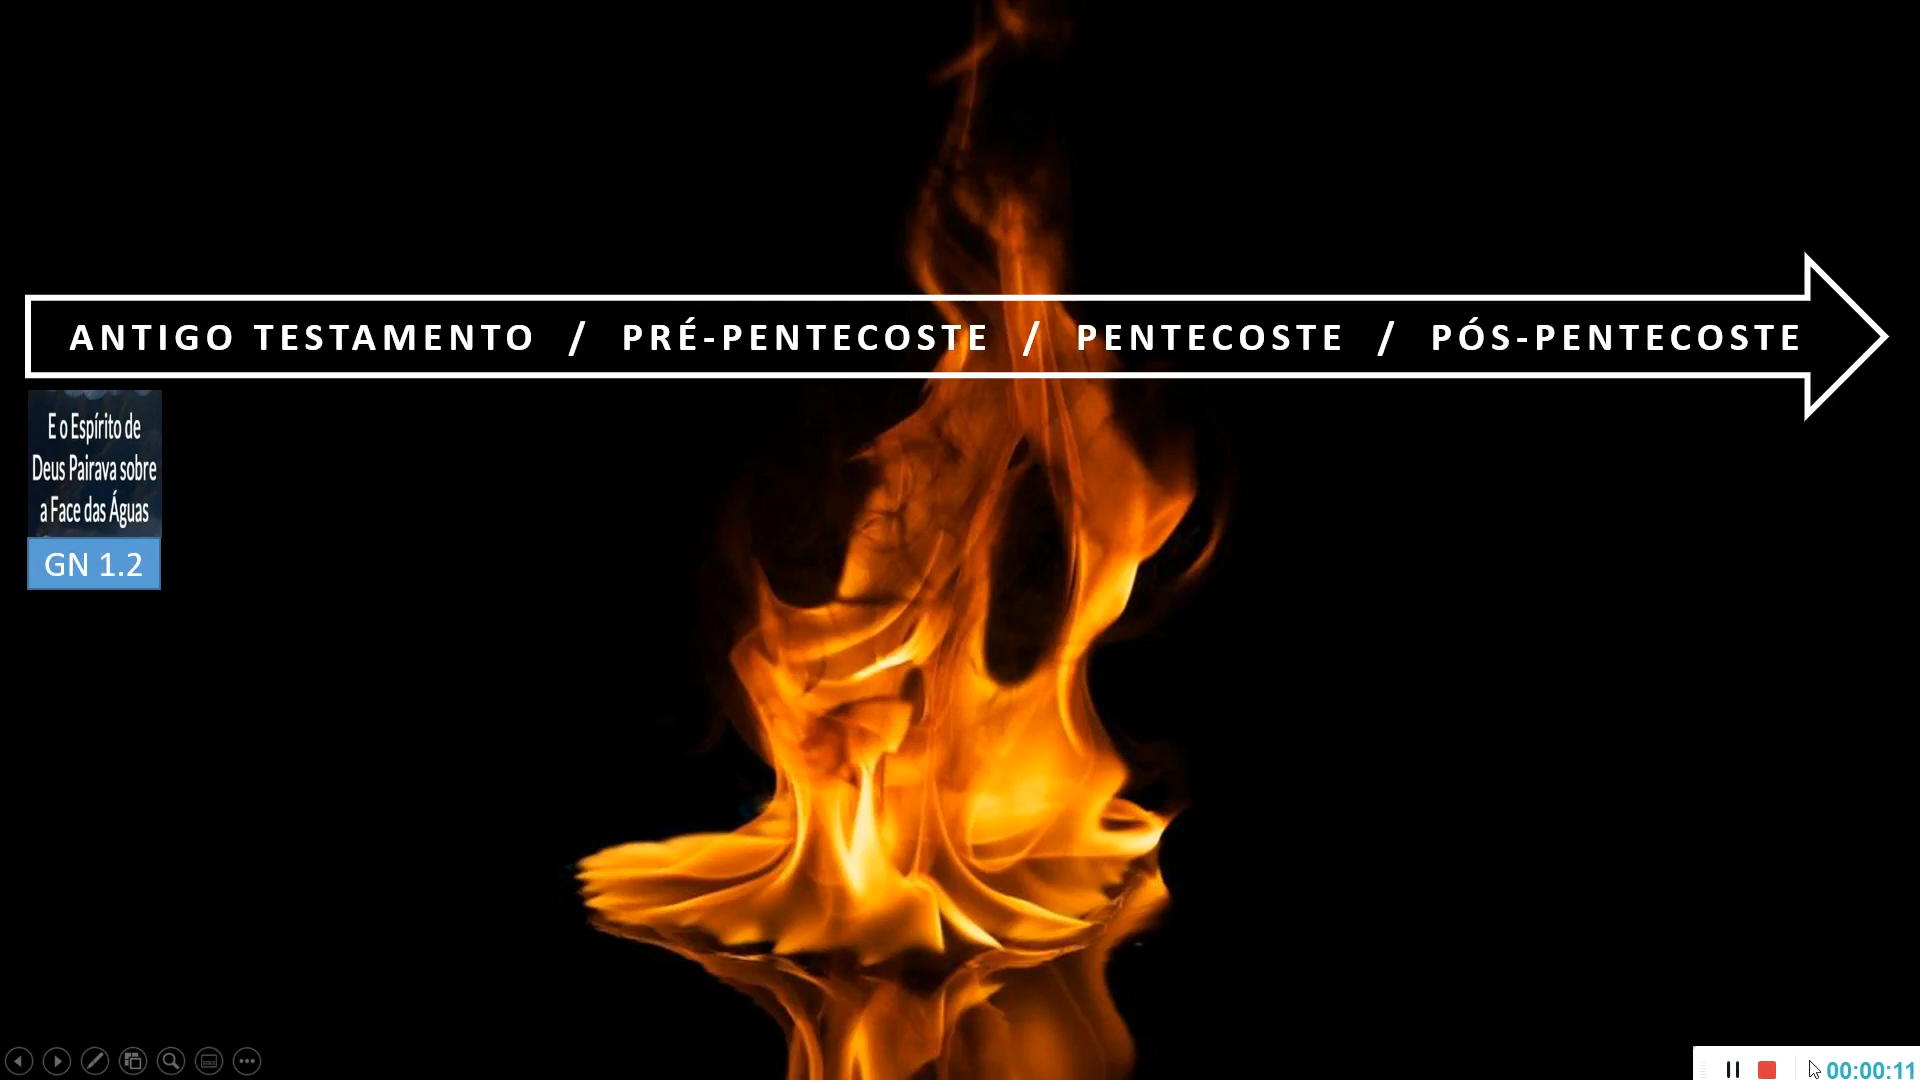 ANTIGO TESTAMENTO / PRÉ-PENTECOSTE / PENTECOSTE / PÓS-PENTECOSTE
E o Espírito de
Deus Pairava sobre
a Face das Águas
GN 1.2
00:00:11